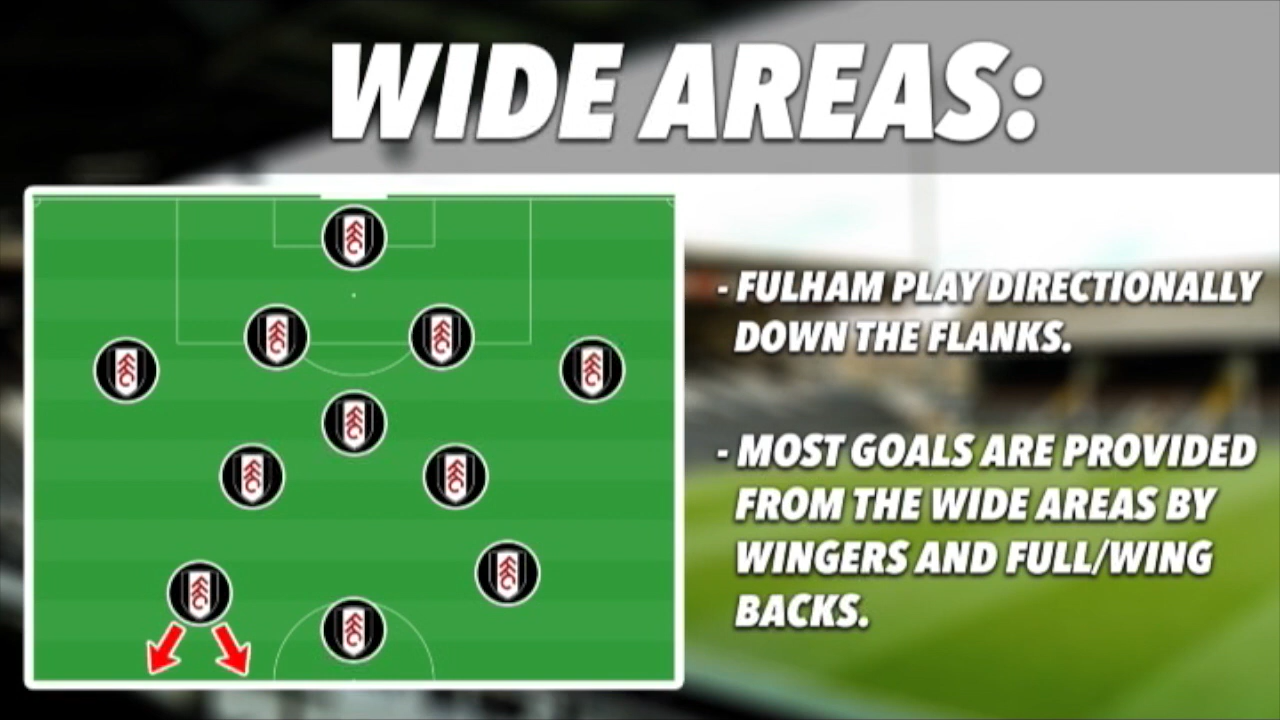 WIDE AREAS:
- FULHAM PLAY DIRECTIONALLY
DOWN THE FLANKS.
- MOST GOALS ARE PROVIDED
FROM THE WIDE AREAS BY
WINGERS AND FULL/WING
BACKS.